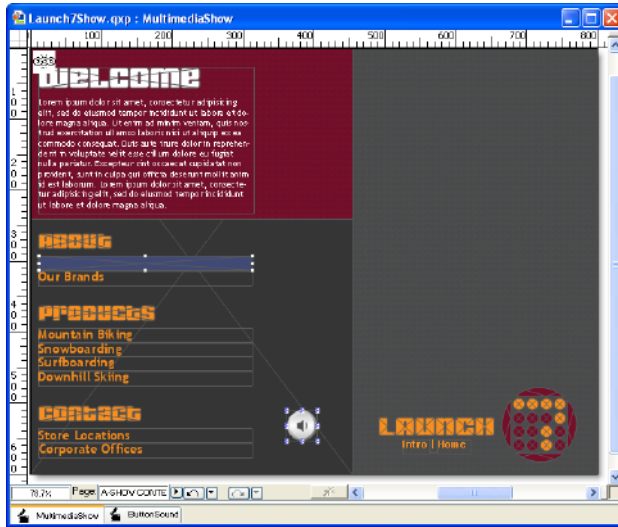 Launch7Show.qxp : MultimediaShow
100 200 300 400 500 600 700 800
Welcome
Lorem ipsum dolor sit amet, consectetur adipisicing
elit, sed do eiusmod tempor incididunt ut labore et do-
lore magna aliqua. Ut enim ad minim veniam, quis nos-
trud exercitation ullamco laboris nisi ut aliquip ex ea
commodo consequat. Duis aute irure dolor in reprehen-
derit in voluptate velit esse cillum dolore eu fugiat
nulla pariatur. Excepteur sint occaecat cupidatat non
proident, sunt in culpa qui officia deserunt mollit anim
id est laborum. Lorem ipsum dolor sit amet, consecte-
tur adipisicing elit, sed do eiusmod tempor incididunt
ut labore et dolore magna aliqua.
100
200
300
400
500
600
About
Our Brands
Products
Mountain Biking
Snowboarding
Surfboarding
Downhill Skiing
Contact
Store Locations
Corporate Offices
LAUNCH
Intro | Home
78.7% Page: A-SHOW CONTE
MultimediaShow ButtonSound